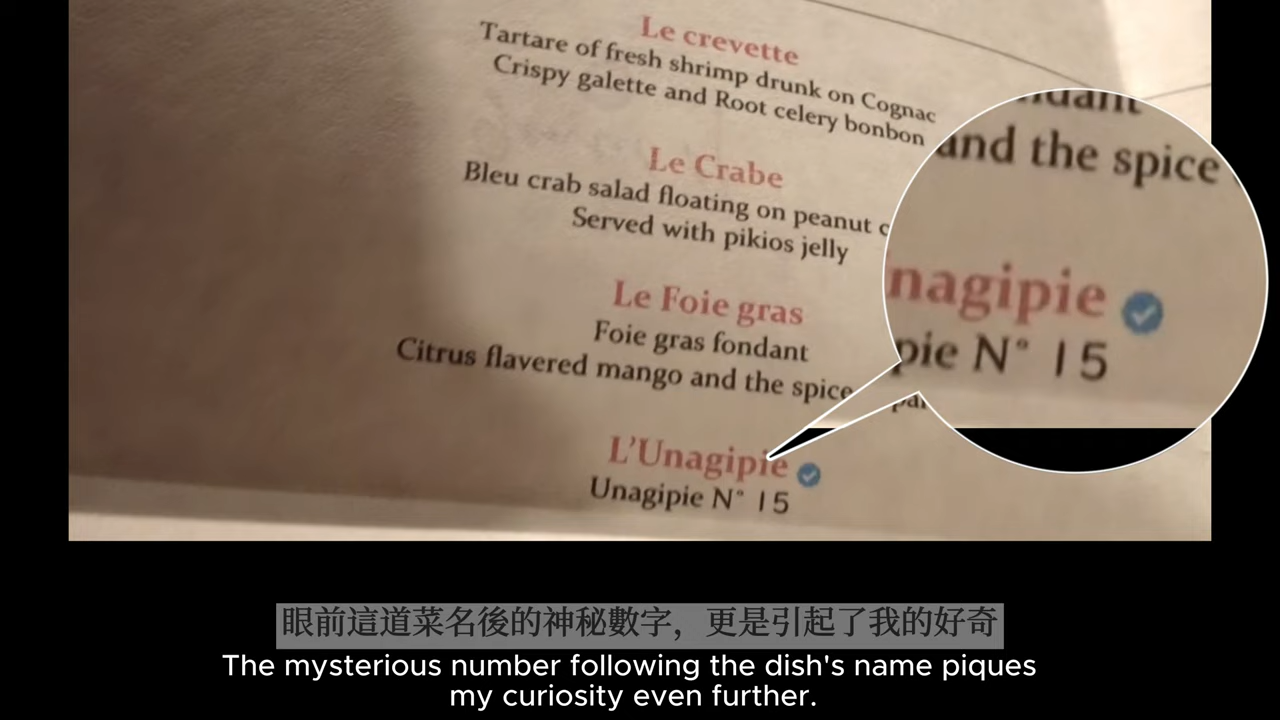 Le crevette
Tartare of fresh shrimp drunk on Cognac
Crispy galette and Root celery bonbon
Le Crabe
Bleu crab salad floating on peanut
Served with pikios jelly
Le Foie gras
Foie gras fondant
Citrus flavered mango and the spice
L'Unagipie
Unagipie N° 15
and the spice
nagipie
pie N° 15
眼前這道菜名後的神秘數字，更是引起了我的好奇
The mysterious number following the dish's name piques
my curiosity even further.